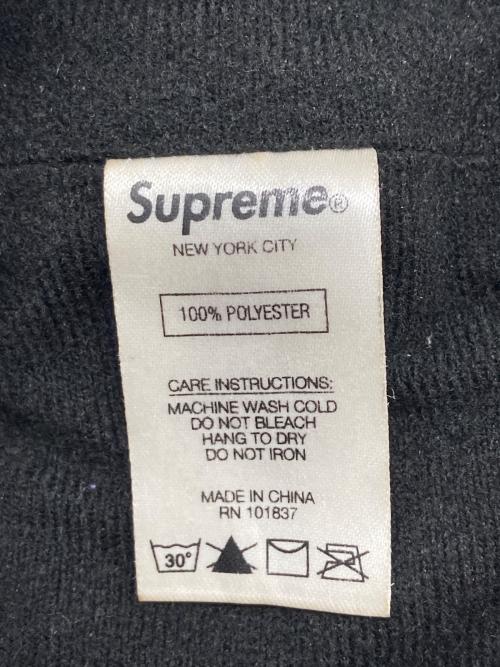 Supreme®
NEW YORK CITY
100% POLYESTER
CARE INSTRUCTIONS:
MACHINE WASH COLD
DO NOT BLEACH
HANG TO DRY
DO NOT IRON
MADE IN CHINA
RN 101837
30°